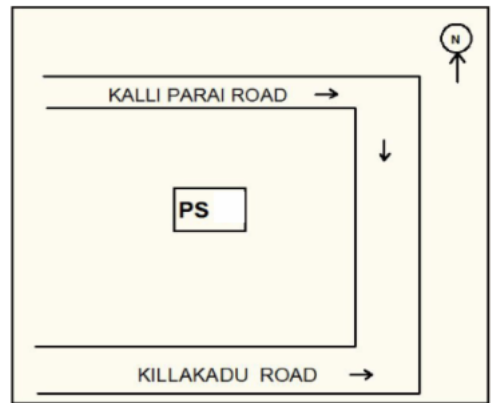 N
KALLI PARAI ROAD →
↓
PS
KILLAKADU ROAD →